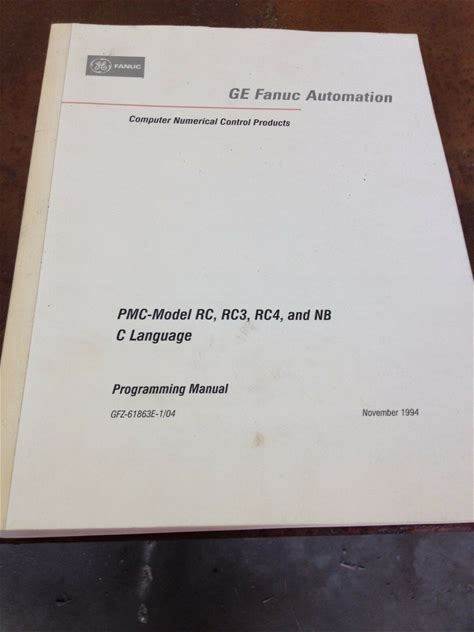 GE FANUC
GE Fanuc Automation
Computer Numerical Control Products
PMC-Model RC, RC3, RC4, and NB
C Language
Programming Manual
GFZ-61863E-1/04
November 1994